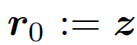 r₀ := z